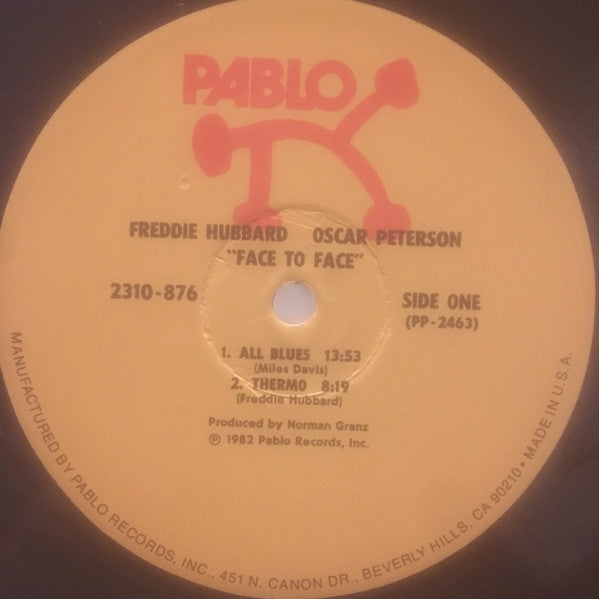 PABLO
FREDDIE HUBBARD OSCAR PETERSON
"FACE TO FACE"
2310-876
SIDE ONE
(PP-2463)
1. ALL BLUES 13:53
(Miles Davis)
2. THERMO 8:19
(Freddie Hubbard)
Produced by Norman Granz
℗ 1982 Pablo Records, Inc.
MANUFACTURED BY PABLO RECORDS, INC., 451 N. CANON DR., BEVERLY HILLS, CA 90210 • MADE IN U.S.A.